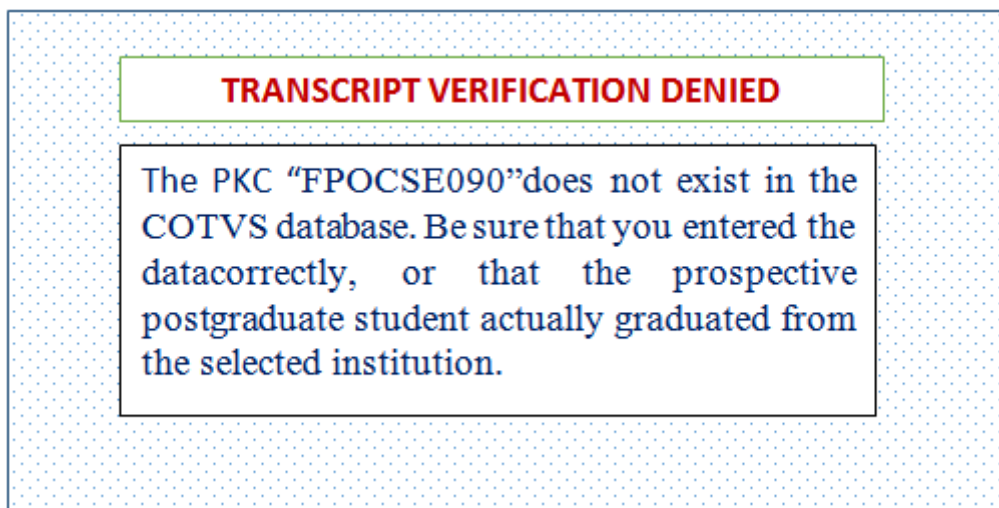 TRANSCRIPT VERIFICATION DENIED
The PKC “FPOCSE090”does not exist in the
COTVS database. Be sure that you entered the
datacorrectly, or that the prospective
postgraduate student actually graduated from
the selected institution.